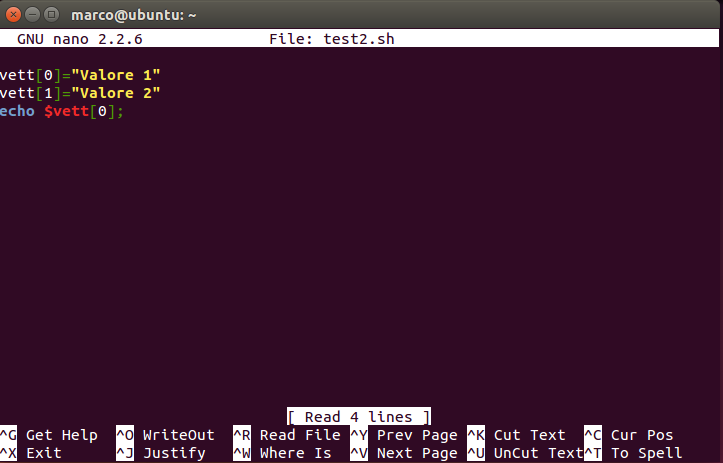 marco@ubuntu: ~
GNU nano 2.2.6 File: test2.sh
vett[0]="Valore 1"
vett[1]="Valore 2"
echo $vett[0];
[ Read 4 lines ]
^G Get Help ^O WriteOut ^R Read File ^Y Prev Page ^K Cut Text ^C Cur Pos
^X Exit ^J Justify ^W Where Is ^V Next Page ^U UnCut Text ^T To Spell